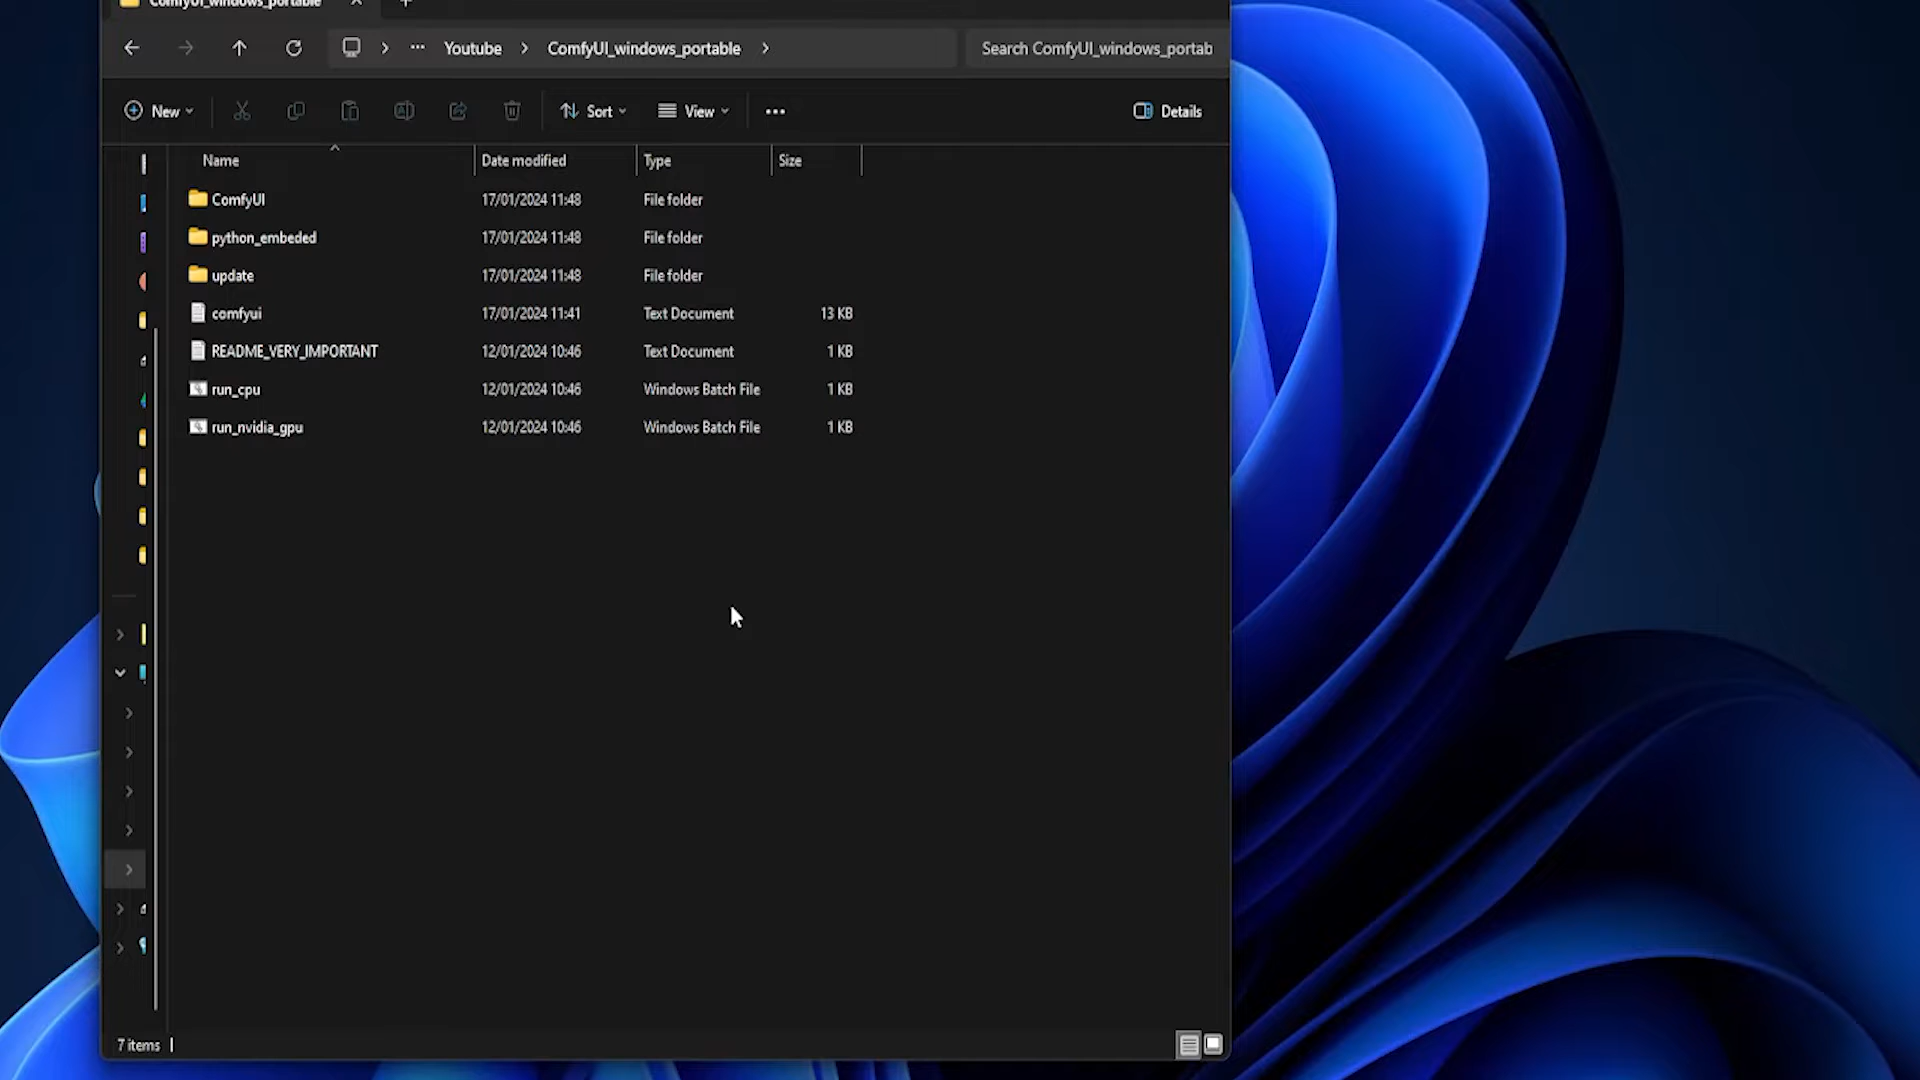 ComfyUI_windows_portable
Youtube ComfyUI_windows_portable Search ComfyUI_windows_portab
New Sort View Details
Name Date modified Type Size
ComfyUI 17/01/2024 11:48 File folder
python_embeded 17/01/2024 11:48 File folder
update 17/01/2024 11:48 File folder
comfyui 17/01/2024 11:41 Text Document 13 KB
README_VERY_IMPORTANT 12/01/2024 10:46 Text Document 1 KB
run_cpu 12/01/2024 10:46 Windows Batch File 1 KB
run_nvidia_gpu 12/01/2024 10:46 Windows Batch File 1 KB
7 items